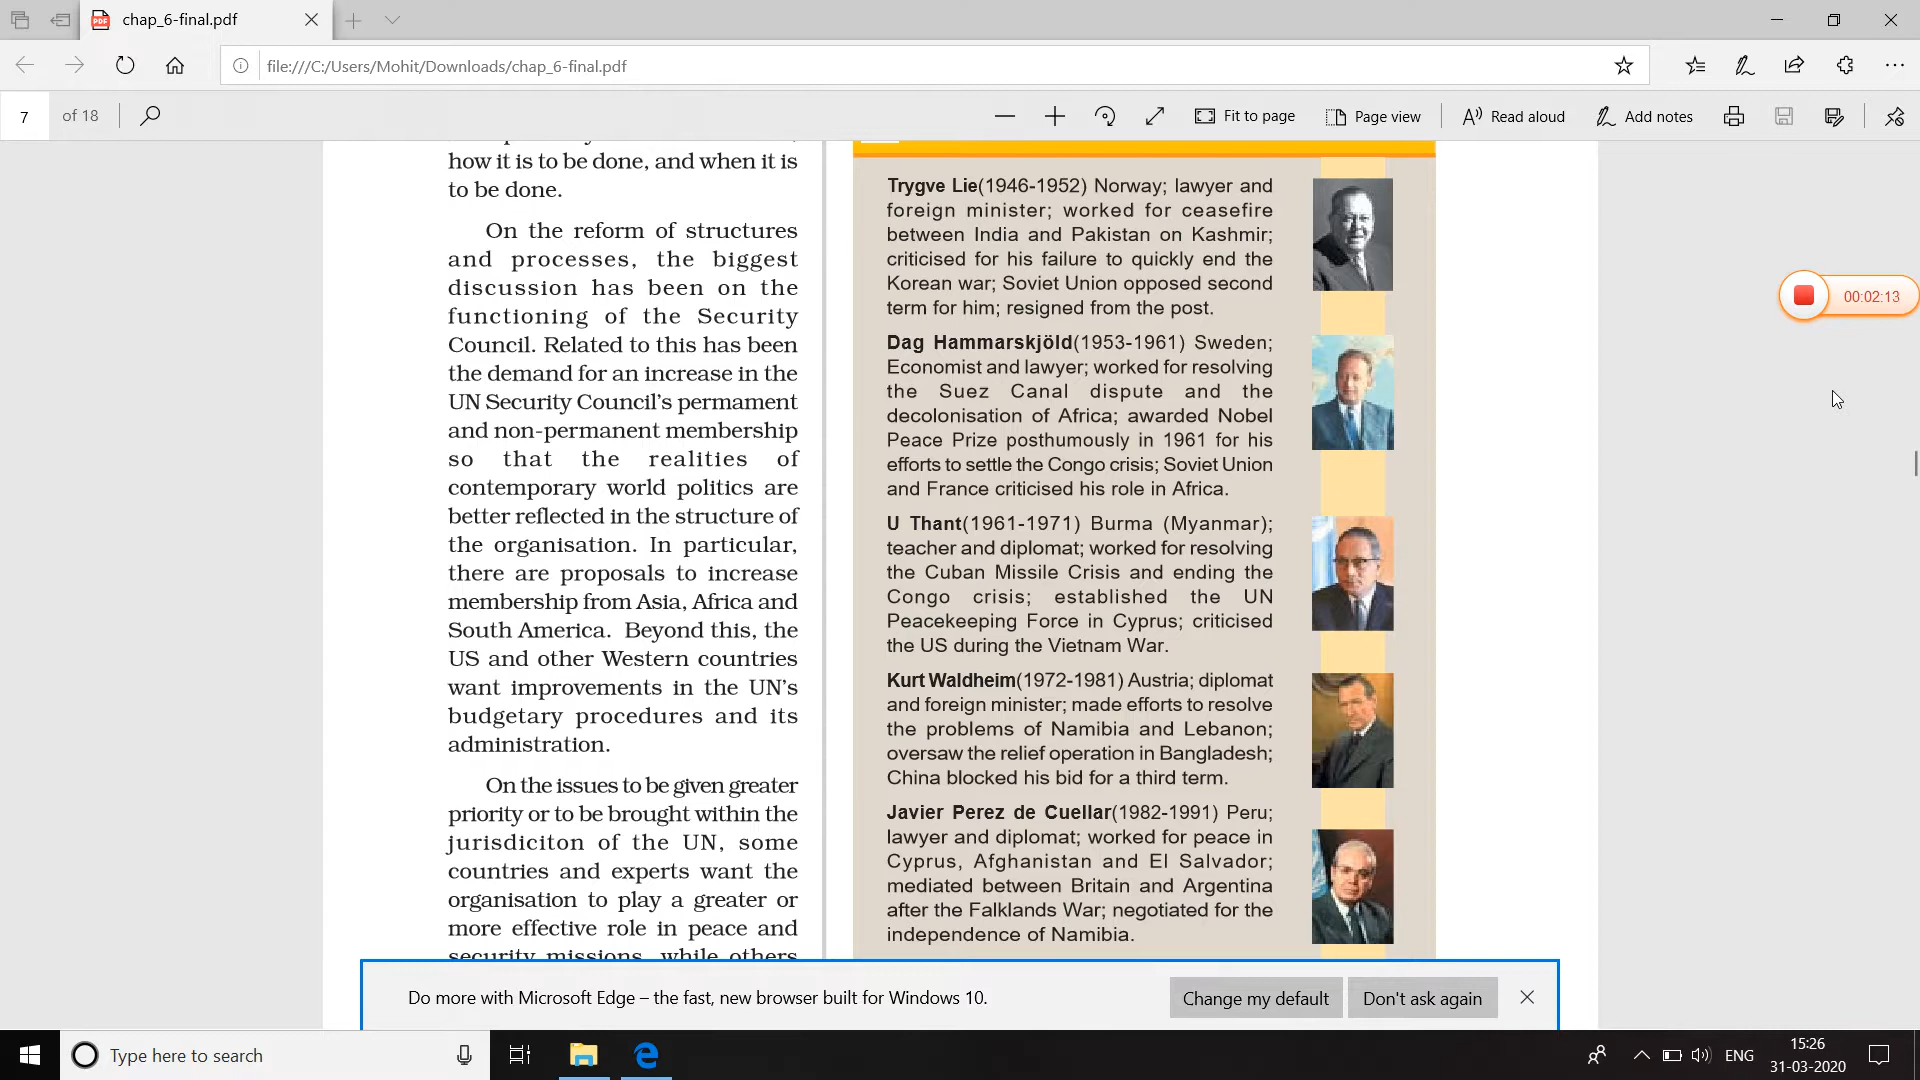 chap_6-final.pdf
file:///C:/Users/Mohit/Downloads/chap_6-final.pdf
7 of 18
Fit to page
Page view
Read aloud
Add notes
how it is to be done, and when it is
to be done.
On the reform of structures
and processes, the biggest
discussion has been on the
functioning of the Security
Council. Related to this has been
the demand for an increase in the
UN Security Council's permament
and non-permanent membership
so that the realities of
contemporary world politics are
better reflected in the structure of
the organisation. In particular,
there are proposals to increase
membership from Asia, Africa and
South America. Beyond this, the
US and other Western countries
want improvements in the UN's
budgetary procedures and its
administration.
On the issues to be given greater
priority or to be brought within the
jurisdiciton of the UN, some
countries and experts want the
organisation to play a greater or
more effective role in peace and
security missions, while others
Trygve Lie(1946-1952) Norway; lawyer and
foreign minister; worked for ceasefire
between India and Pakistan on Kashmir;
criticised for his failure to quickly end the
Korean war; Soviet Union opposed second
term for him; resigned from the post.
Dag Hammarskjöld(1953-1961) Sweden;
Economist and lawyer; worked for resolving
the Suez Canal dispute and the
decolonisation of Africa; awarded Nobel
Peace Prize posthumously in 1961 for his
efforts to settle the Congo crisis; Soviet Union
and France criticised his role in Africa.
U Thant(1961-1971) Burma (Myanmar);
teacher and diplomat; worked for resolving
the Cuban Missile Crisis and ending the
Congo crisis; established the UN
Peacekeeping Force in Cyprus; criticised
the US during the Vietnam War.
Kurt Waldheim(1972-1981) Austria; diplomat
and foreign minister; made efforts to resolve
the problems of Namibia and Lebanon;
oversaw the relief operation in Bangladesh;
China blocked his bid for a third term.
Javier Perez de Cuellar(1982-1991) Peru;
lawyer and diplomat; worked for peace in
Cyprus, Afghanistan and El Salvador;
mediated between Britain and Argentina
after the Falklands War; negotiated for the
independence of Namibia.
00:02:13
Do more with Microsoft Edge – the fast, new browser built for Windows 10.
Change my default
Don't ask again
Type here to search
ENG
15:26
31-03-2020